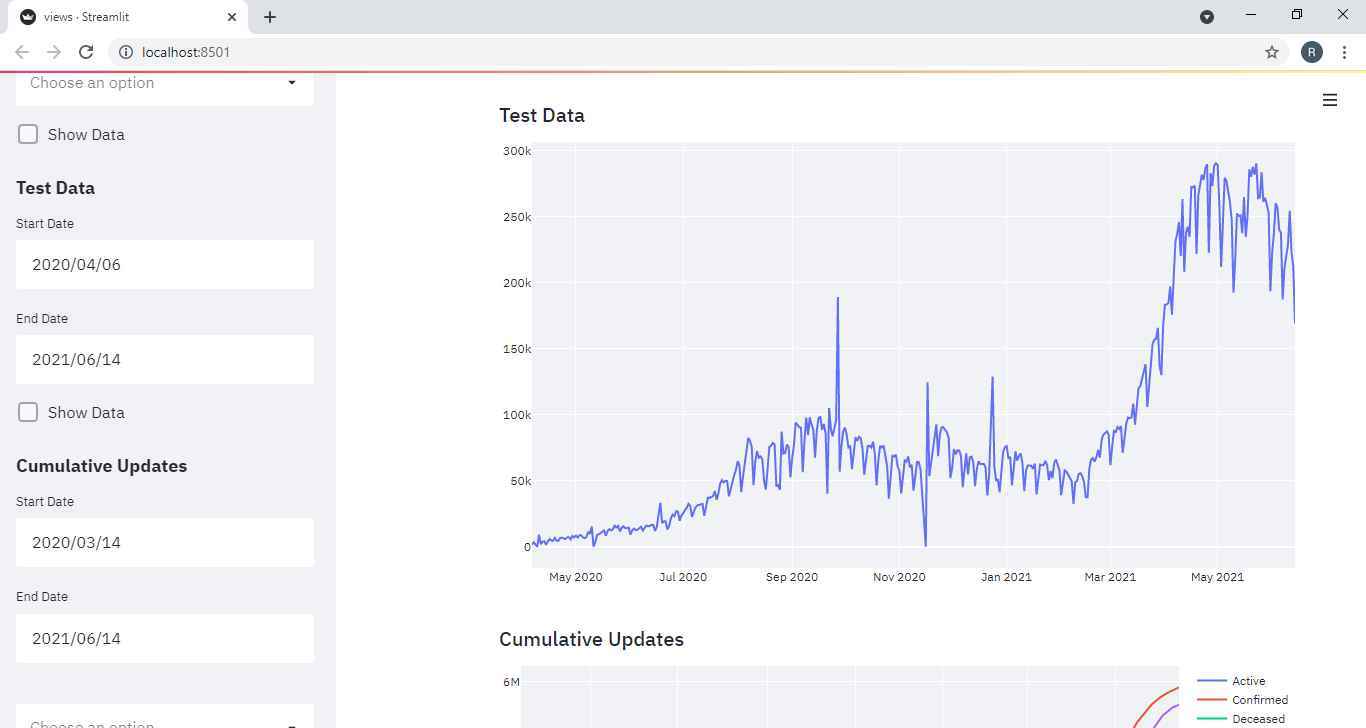 views · Streamlit
localhost:8501
R
Choose an option
Show Data
Test Data
Start Date
2020/04/06
End Date
2021/06/14
Show Data
Cumulative Updates
Start Date
2020/03/14
End Date
2021/06/14
Choose an option
Test Data
300k
250k
200k
150k
100k
50k
0
May 2020 Jul 2020 Sep 2020 Nov 2020 Jan 2021 Mar 2021 May 2021
Cumulative Updates
6M
Active
Confirmed
Deceased